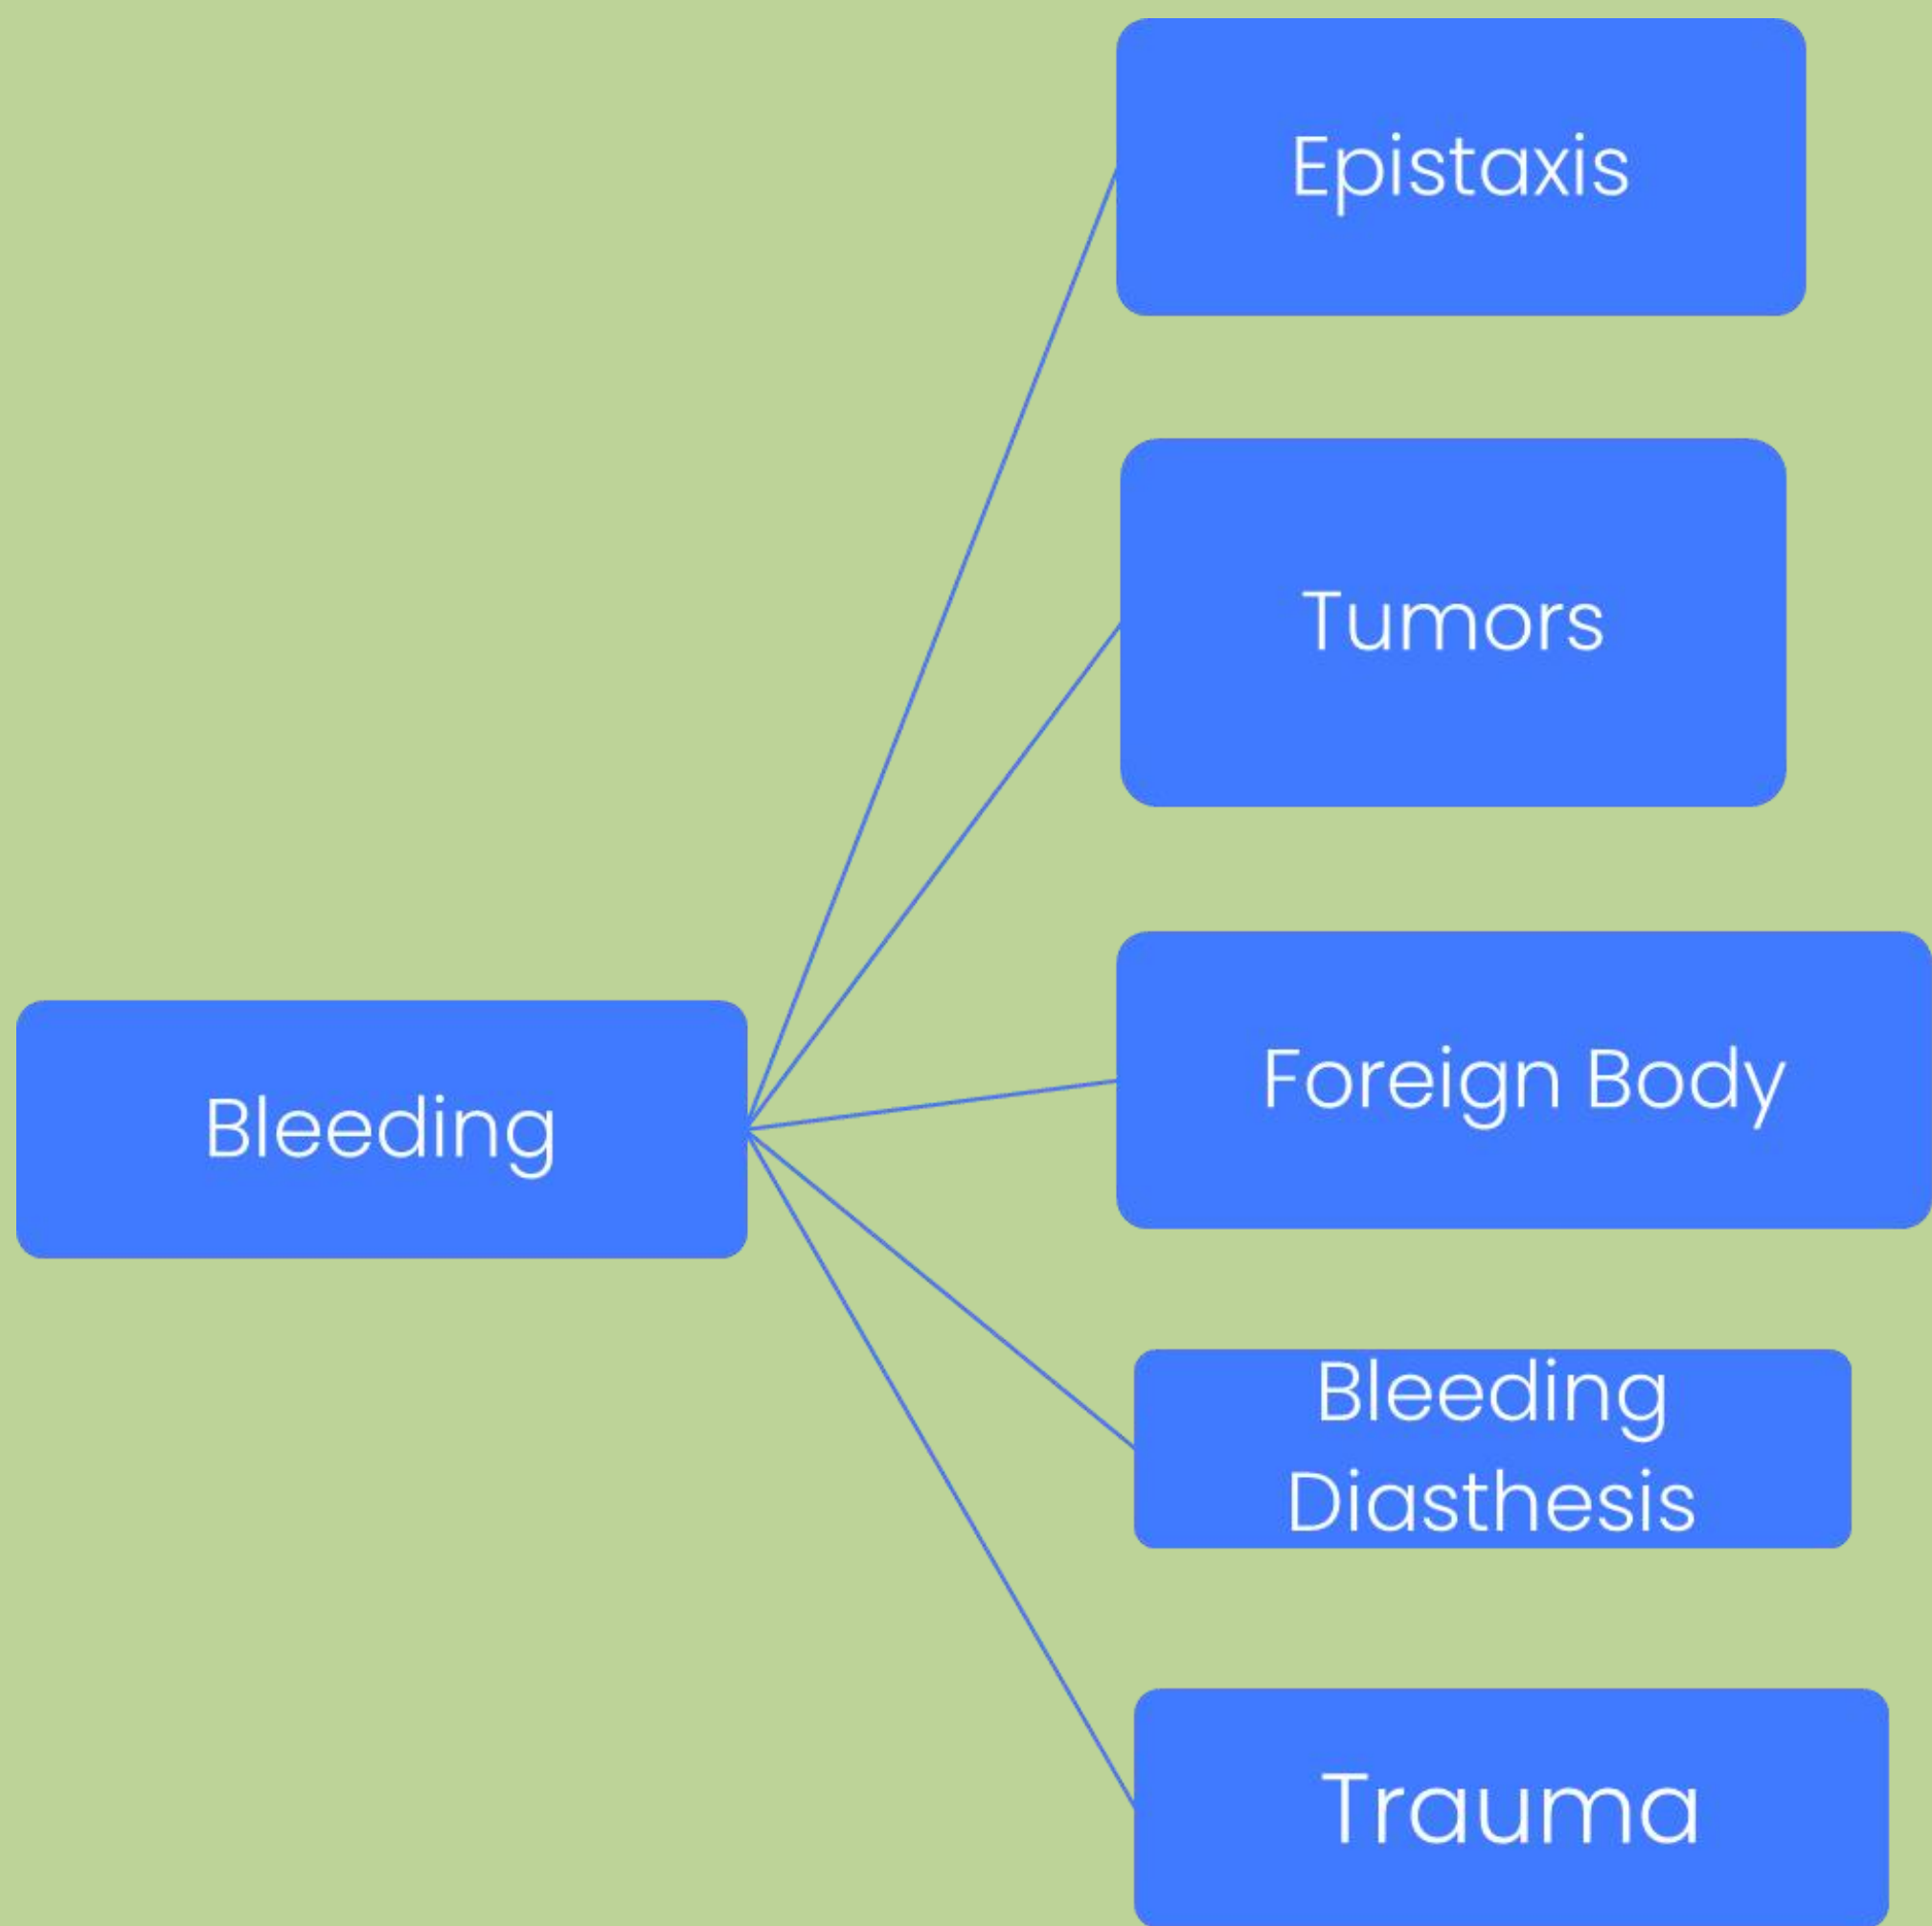 Epistaxis
Tumors
Foreign Body
Bleeding
Bleeding
Diasthesis
Trauma